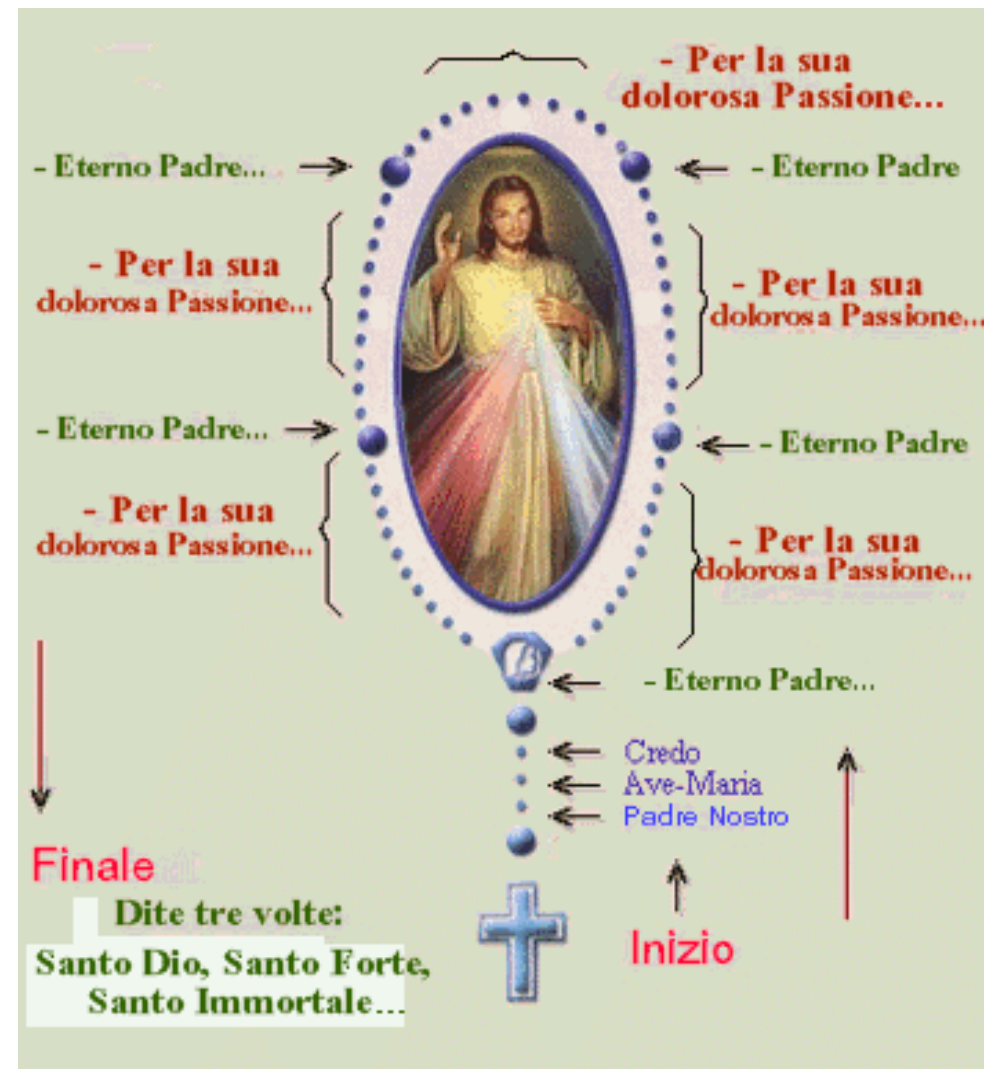 - Per la sua
dolorosa Passione...
- Eterno Padre...
- Eterno Padre
- Per la sua
dolorosa Passione...
- Per la sua
dolorosa Passione...
- Eterno Padre...
- Eterno Padre
- Per la sua
dolorosa Passione...
- Per la sua
dolorosa Passione...
- Eterno Padre...
Credo
Ave-Maria
Padre Nostro
Finale
Inizio
Dite tre volte:
Santo Dio, Santo Forte,
Santo Immortale...